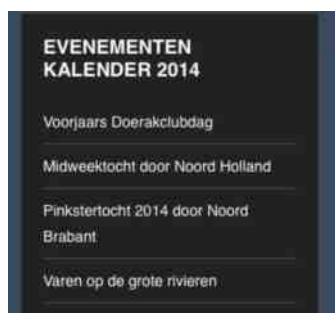 EVENEMENTEN
KALENDER 2014
Voorjaars Doerakclubdag
Midweektocht door Noord Holland
Pinkstertocht 2014 door Noord
Brabant
Varen op de grote rivieren